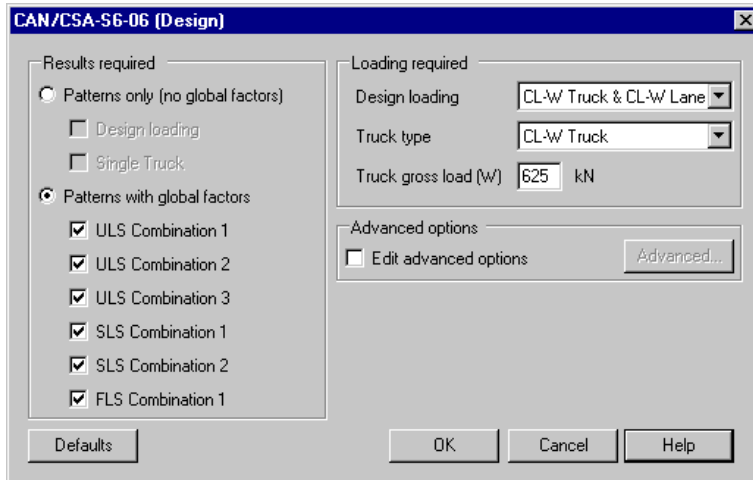 CAN/CSA-S6-06 (Design)
Results required
Patterns only (no global factors)
Design loading
Single Truck
Patterns with global factors
ULS Combination 1
ULS Combination 2
ULS Combination 3
SLS Combination 1
SLS Combination 2
FLS Combination 1
Loading required
Design loading CL-W Truck & CL-W Lane
Truck type CL-W Truck
Truck gross load (W) 625 kN
Advanced options
Edit advanced options Advanced...
Defaults OK Cancel Help